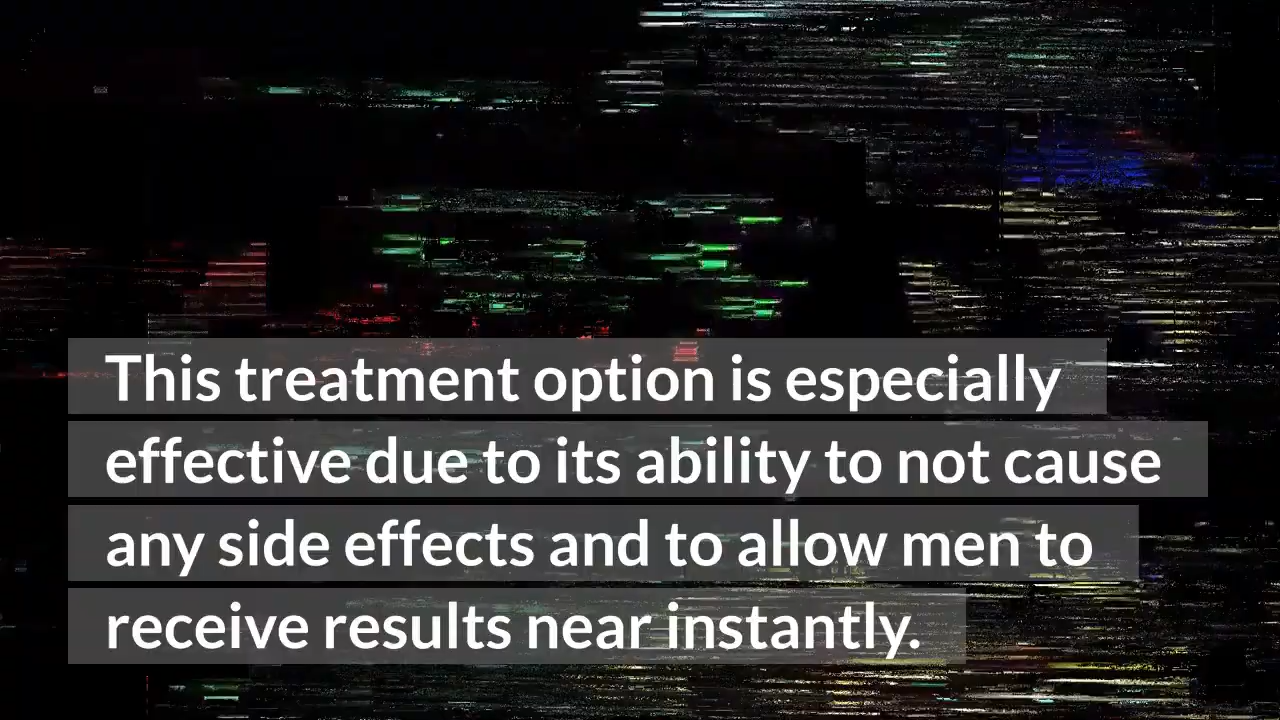 This treatment option is especially
effective due to its ability to not cause
any side effects and to allow men to
receive results near instantly.